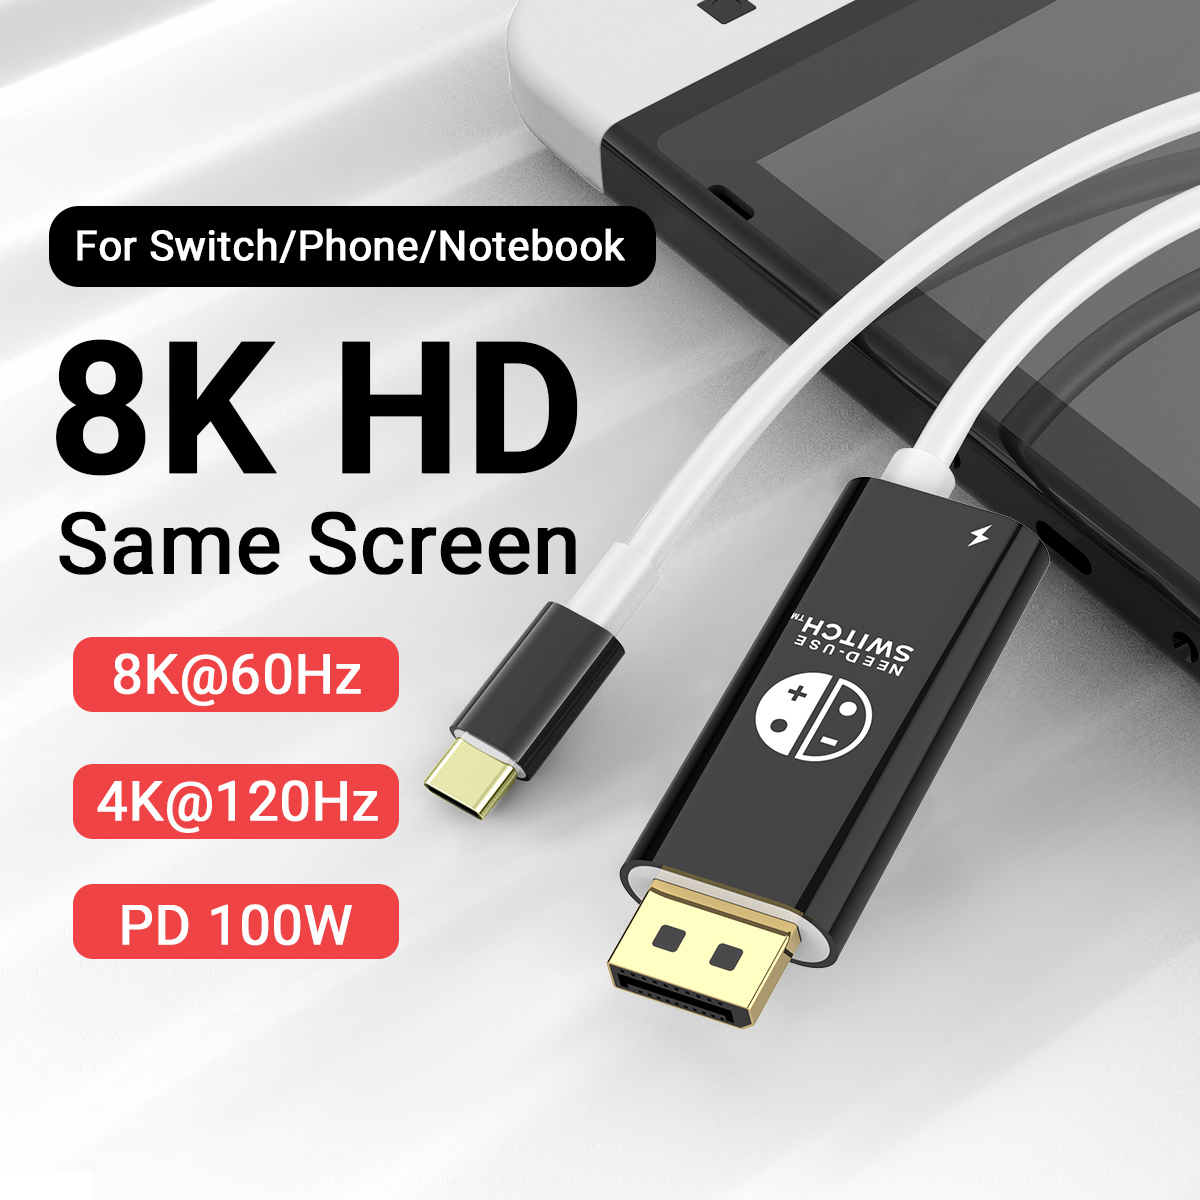 For Switch/Phone/Notebook
8K HD
Same Screen
8K@60Hz
4K@120Hz
PD 100W
NEED-USE
SWITCH™